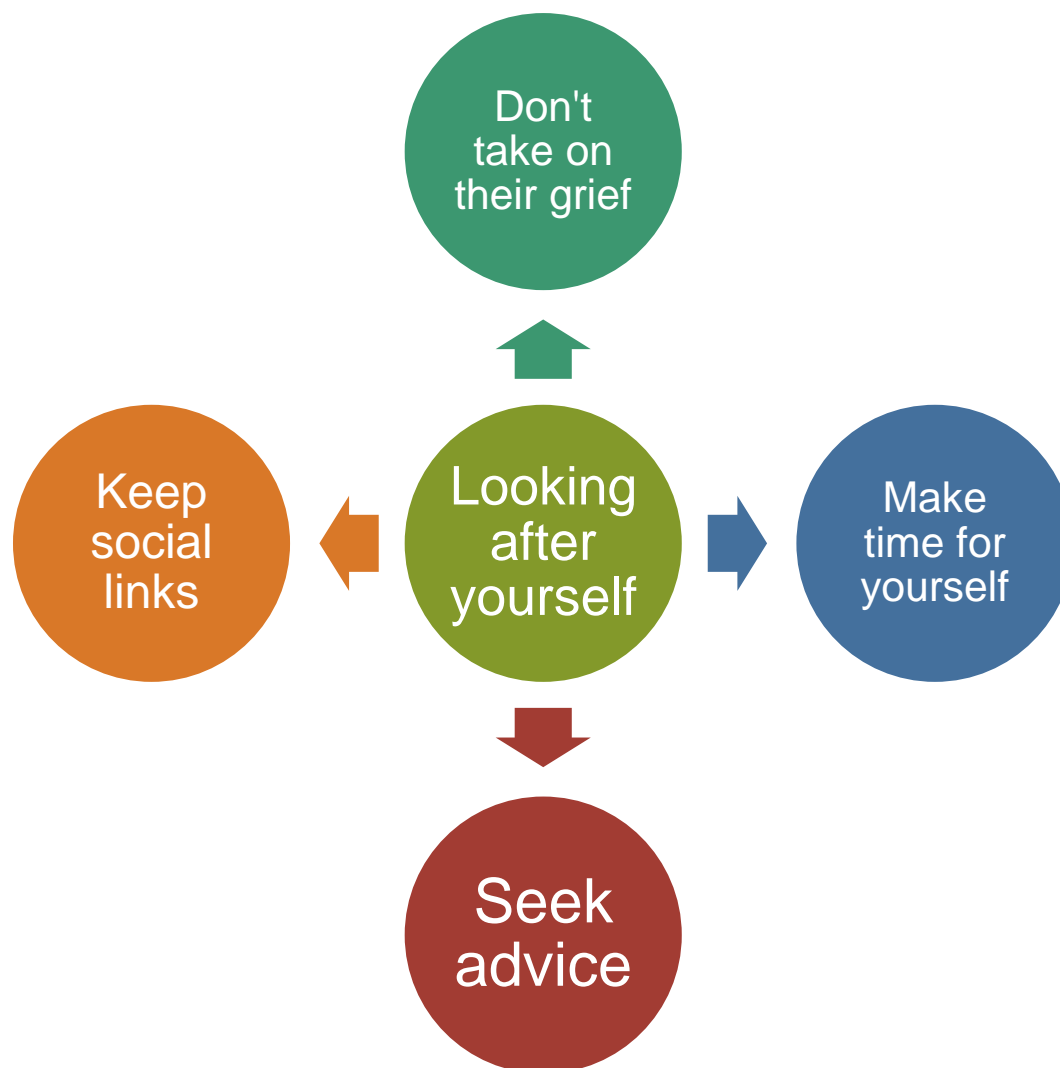 Don't
take on
their grief
Keep
social
links
Looking
after
yourself
Make
time for
yourself
Seek
advice